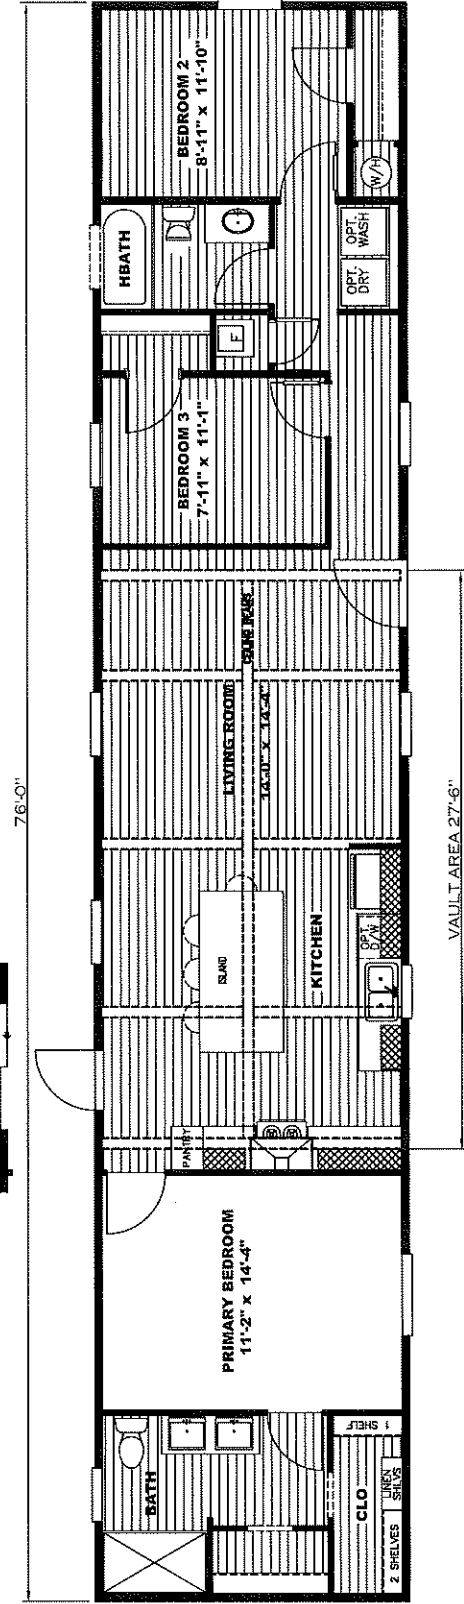 76'-0"
BATH
2 SHELVES
LINEN
SHLVS
1 SHELF
CLO
PRIMARY BEDROOM
11'-2" x 14'-4"
PANTRY
ISLAND
KITCHEN
OPT.
D/W
LIVING ROOM
14'-0" x 14'-4"
CEILING BEAMS
VAULT AREA 27'-6"
BEDROOM 3
7'-11" x 11'-1"
F
HBATH
OPT.
DRY
OPT.
WASH
W/H
BEDROOM 2
8'-11" x 11'-10"